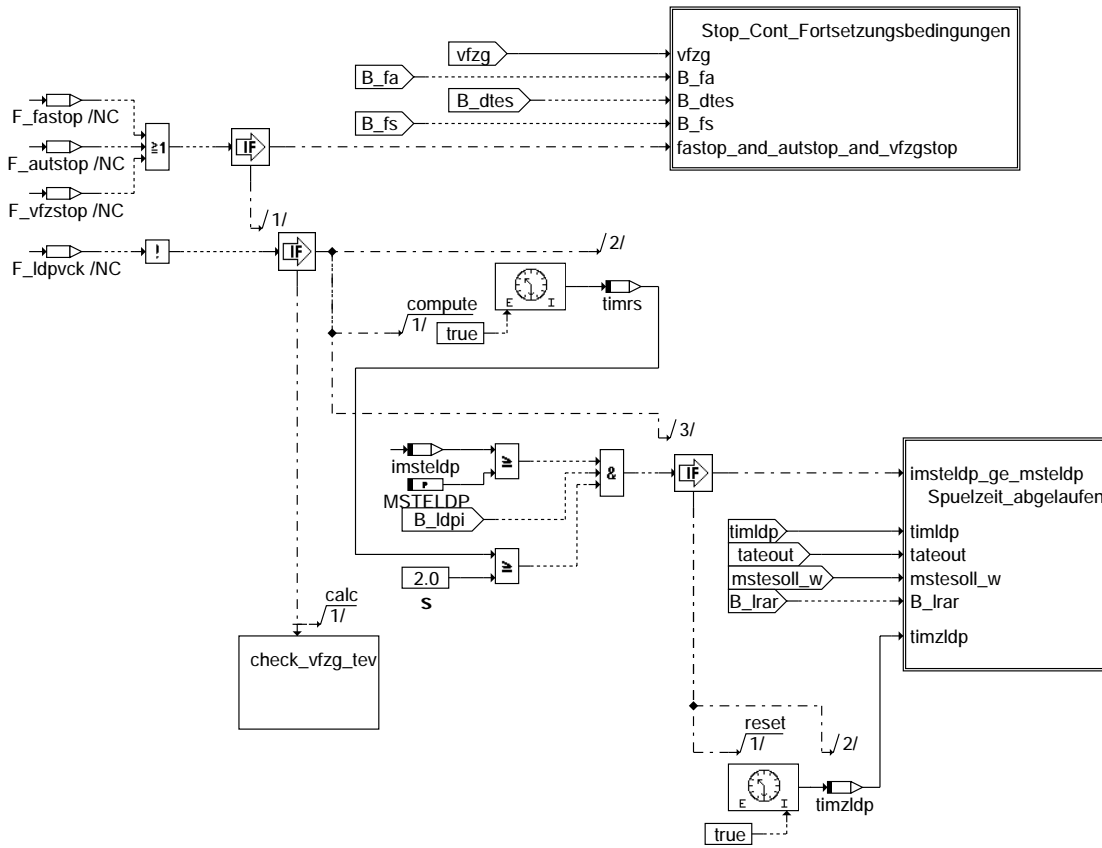 Stop_Cont_Fortsetzungsbedingungen
vfzg
vfzg
B_fa
B_fa
B_dtes
B_dtes
B_fs
B_fs
F_fastop /NC
≥1
IF
fastop_and_autstop_and_vfzgstop
F_autstop /NC
F_vfzstop /NC
/1/
!
IF
/2/
F_ldpvck /NC
E I
timrs
compute
1/
true
/3/
imsteldp
≥
P
MSTELDP
&
IF
imsteldp_ge_msteldp
Spuelzeit_abgelaufen
B_ldpi
timldp
timldp
tateout
tateout
≥
2.0
s
mstesoll_w
mstesoll_w
B_lrar
B_lrar
calc
1/
timzldp
check_vfzg_tev
reset
1/
/2/
E I
timzldp
true